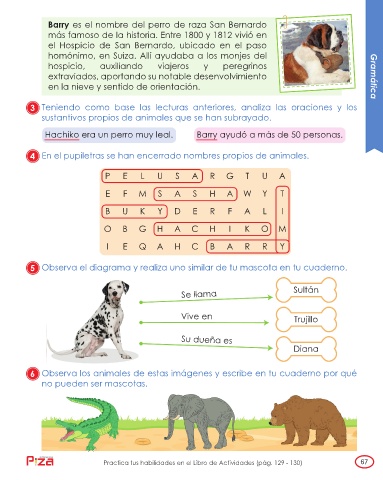 Barry es el nombre del perro de raza San Bernardo
más famoso de la historia. Entre 1800 y 1812 vivió en
el Hospicio de San Bernardo, ubicado en el paso
homónimo, en Suiza. Allí ayudaba a los monjes del
hospicio, auxiliando viajeros y peregrinos
extraviados, aportando su notable desenvolvimiento
en la nieve y sentido de orientación.
Gramática
3 Teniendo como base las lecturas anteriores, analiza las oraciones y los
sustantivos propios de animales que se han subrayado.
Hachiko era un perro muy leal. Barry ayudó a más de 50 personas.
4 En el pupiletras se han encerrado nombres propios de animales.
P E L U S A R G T U A
E F M S A S H A W Y T
B U K Y D E R F A L I
O B G H A C H I K O M
I E Q A H C B A R R Y
5 Observa el diagrama y realiza uno similar de tu mascota en tu cuaderno.
Se llama Sultán
Vive en Trujillo
Su dueña es Diana
6 Observa los animales de estas imágenes y escribe en tu cuaderno por qué
no pueden ser mascotas.
Pizza
Practica tus habilidades en el Libro de Actividades (pág. 129 - 130)
67